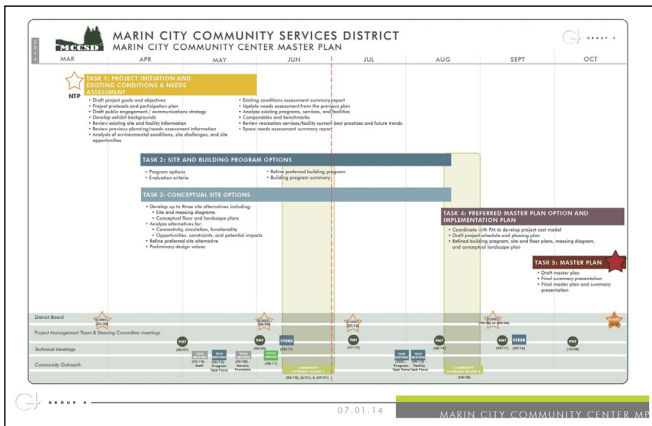 MARIN CITY COMMUNITY SERVICES DISTRICT
MARIN CITY COMMUNITY CENTER MASTER PLAN
MCCSD
2014
GROUP 4
MAR APR MAY JUN JUL AUG SEPT OCT
NTP
TASK 1: PROJECT INITIATION AND
EXISTING CONDITIONS & NEEDS
ASSESSMENT
• Draft project goals and objectives
• Project protocols and participation plan
• Draft public engagement / communications strategy
• Develop exhibit backgrounds
• Review existing site and facility information
• Review previous planning/needs assessment information
• Analysis of environmental conditions, site challenges, and site
opportunities
• Existing conditions assessment summary report
• Update needs assessment from the previous plan
• Analyze existing programs, services, and facilities
• Comparables and benchmarks
• Review recreation services/facility current best practices and future trends
• Space needs assessment summary report
TASK 2: SITE AND BUILDING PROGRAM OPTIONS
• Program options
• Evaluation criteria
• Refine preferred building program
• Building program summary
TASK 3: CONCEPTUAL SITE OPTIONS
• Develop up to three site alternatives including:
• Site and massing diagrams
• Conceptual floor and landscape plans
• Analyze alternatives for:
• Connectivity, circulation, functionality
• Opportunities, constraints, and potential impacts
• Refine preferred site alternative
• Preliminary design values
TASK 4: PREFERRED MASTER PLAN OPTION AND
IMPLEMENTATION PLAN
• Coordinate with PM to develop project cost model
• Draft project schedule and phasing plan
• Refined building program, site and floor plans, massing diagram,
and conceptual landscape plan
TASK 5: MASTER PLAN
• Draft master plan
• Final summary presentation
• Final master plan and summary
presentation
District Board
Project Management Team & Steering Committee meetings
PMT PMT STEER PMT PMT PMT STEER PMT
Technical Meetings
Community Outreach
GROUP 4
07.01.14
MARIN CITY COMMUNITY CENTER MP